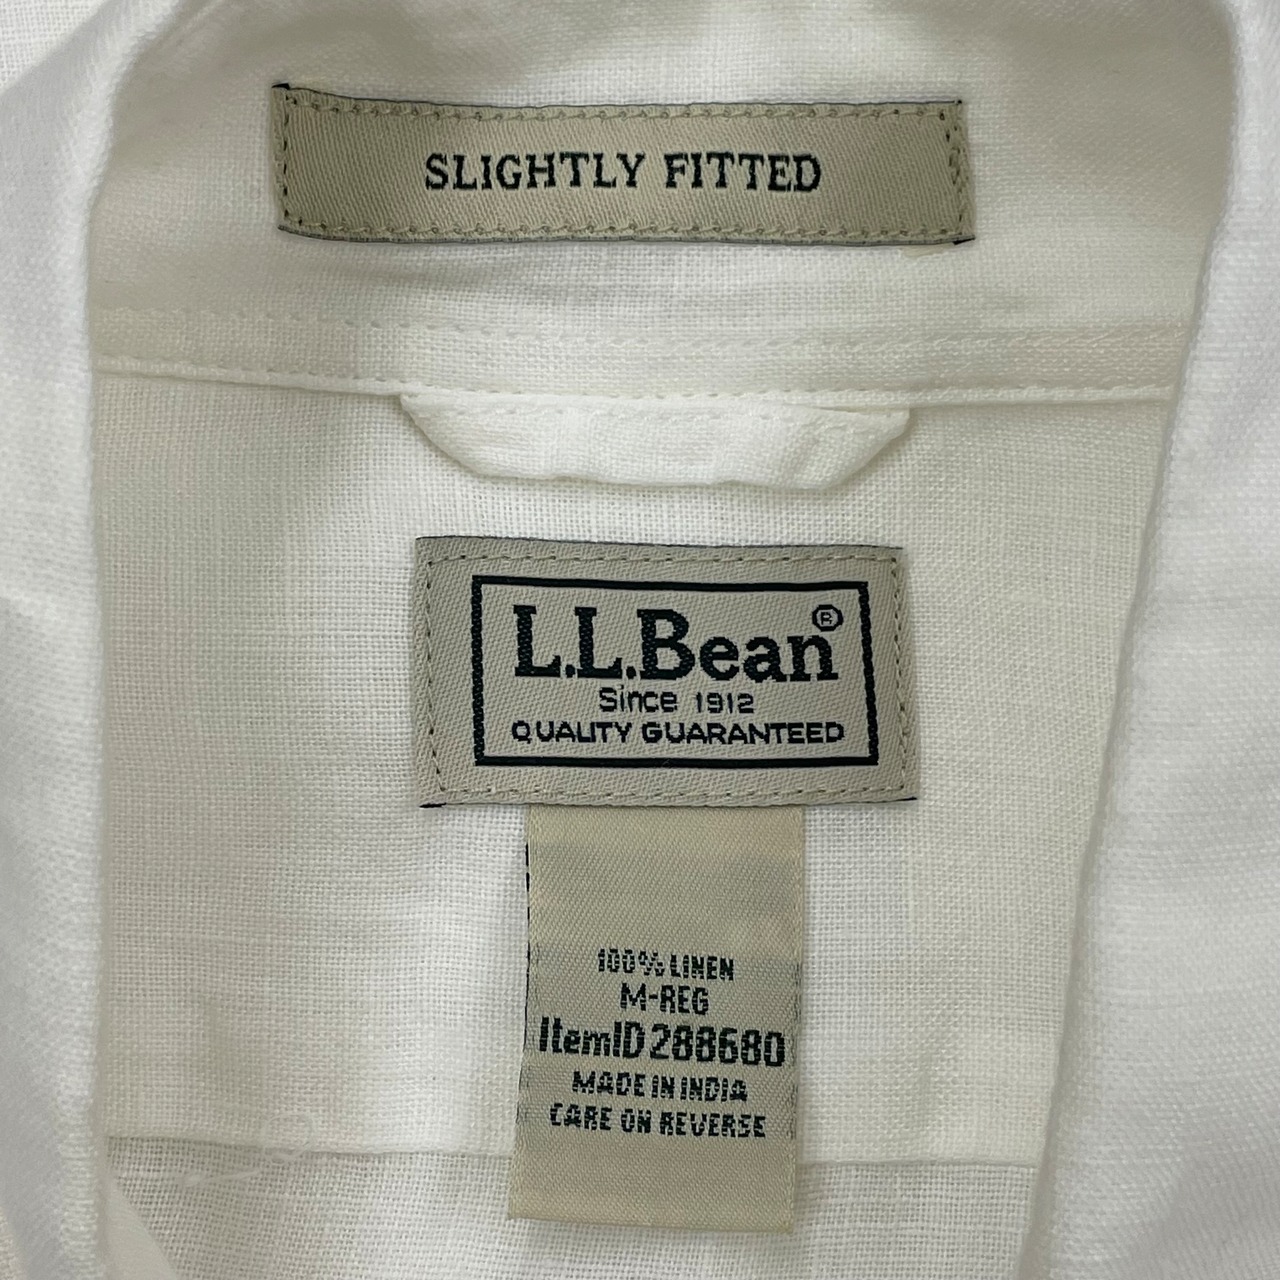 SLIGHTLY FITTED
L.L.Bean®
Since 1912
QUALITY GUARANTEED
100% LINEN
M-REG
ItemID 288680
MADE IN INDIA
CARE ON REVERSE